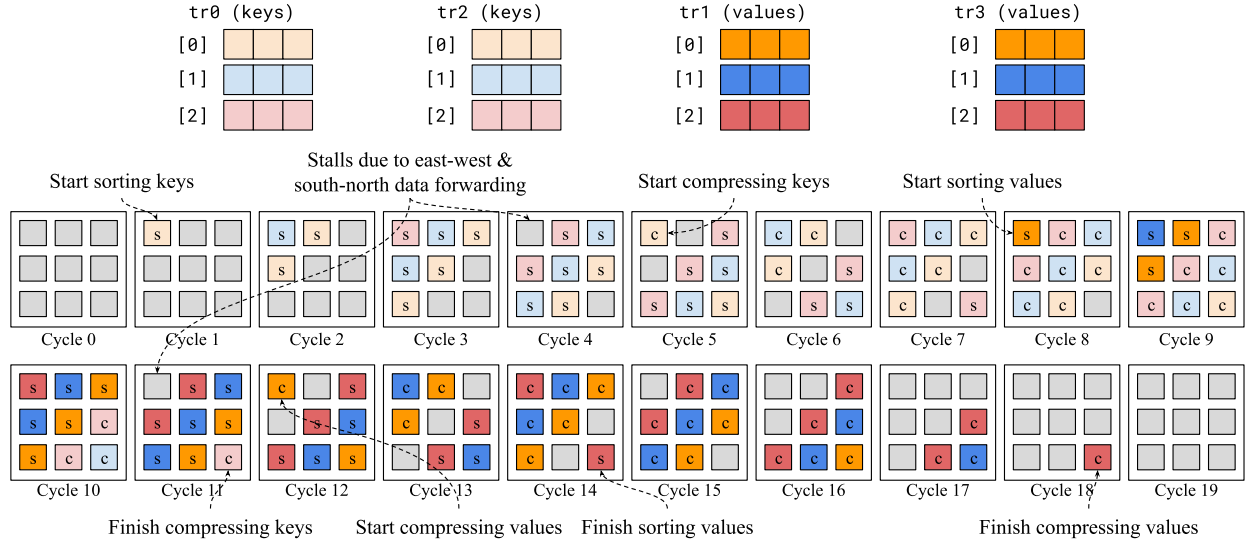 tr0 (keys) tr2 (keys) tr1 (values) tr3 (values)
[0] [0] [0] [0]
[1] [1] [1] [1]
[2] [2] [2] [2]
Stalls due to east-west &
south-north data forwarding
Start sorting keys
Start compressing keys
Start sorting values
s s s s s s s s c s c c c c c s c c s s c
s s s s s s s s c s c c c c c s c c
s s s s s s s s c s c c c c c
Cycle 0 Cycle 1 Cycle 2 Cycle 3 Cycle 4 Cycle 5 Cycle 6 Cycle 7 Cycle 8 Cycle 9
s s s s s c s c c c c c c c c
s s c s s s s s c s c c c c c c c c
s c c s s c s s s s s c s c c c c c c c c
Cycle 10 Cycle 11 Cycle 12 Cycle 13 Cycle 14 Cycle 15 Cycle 16 Cycle 17 Cycle 18 Cycle 19
Finish compressing keys Start compressing values Finish sorting values Finish compressing values